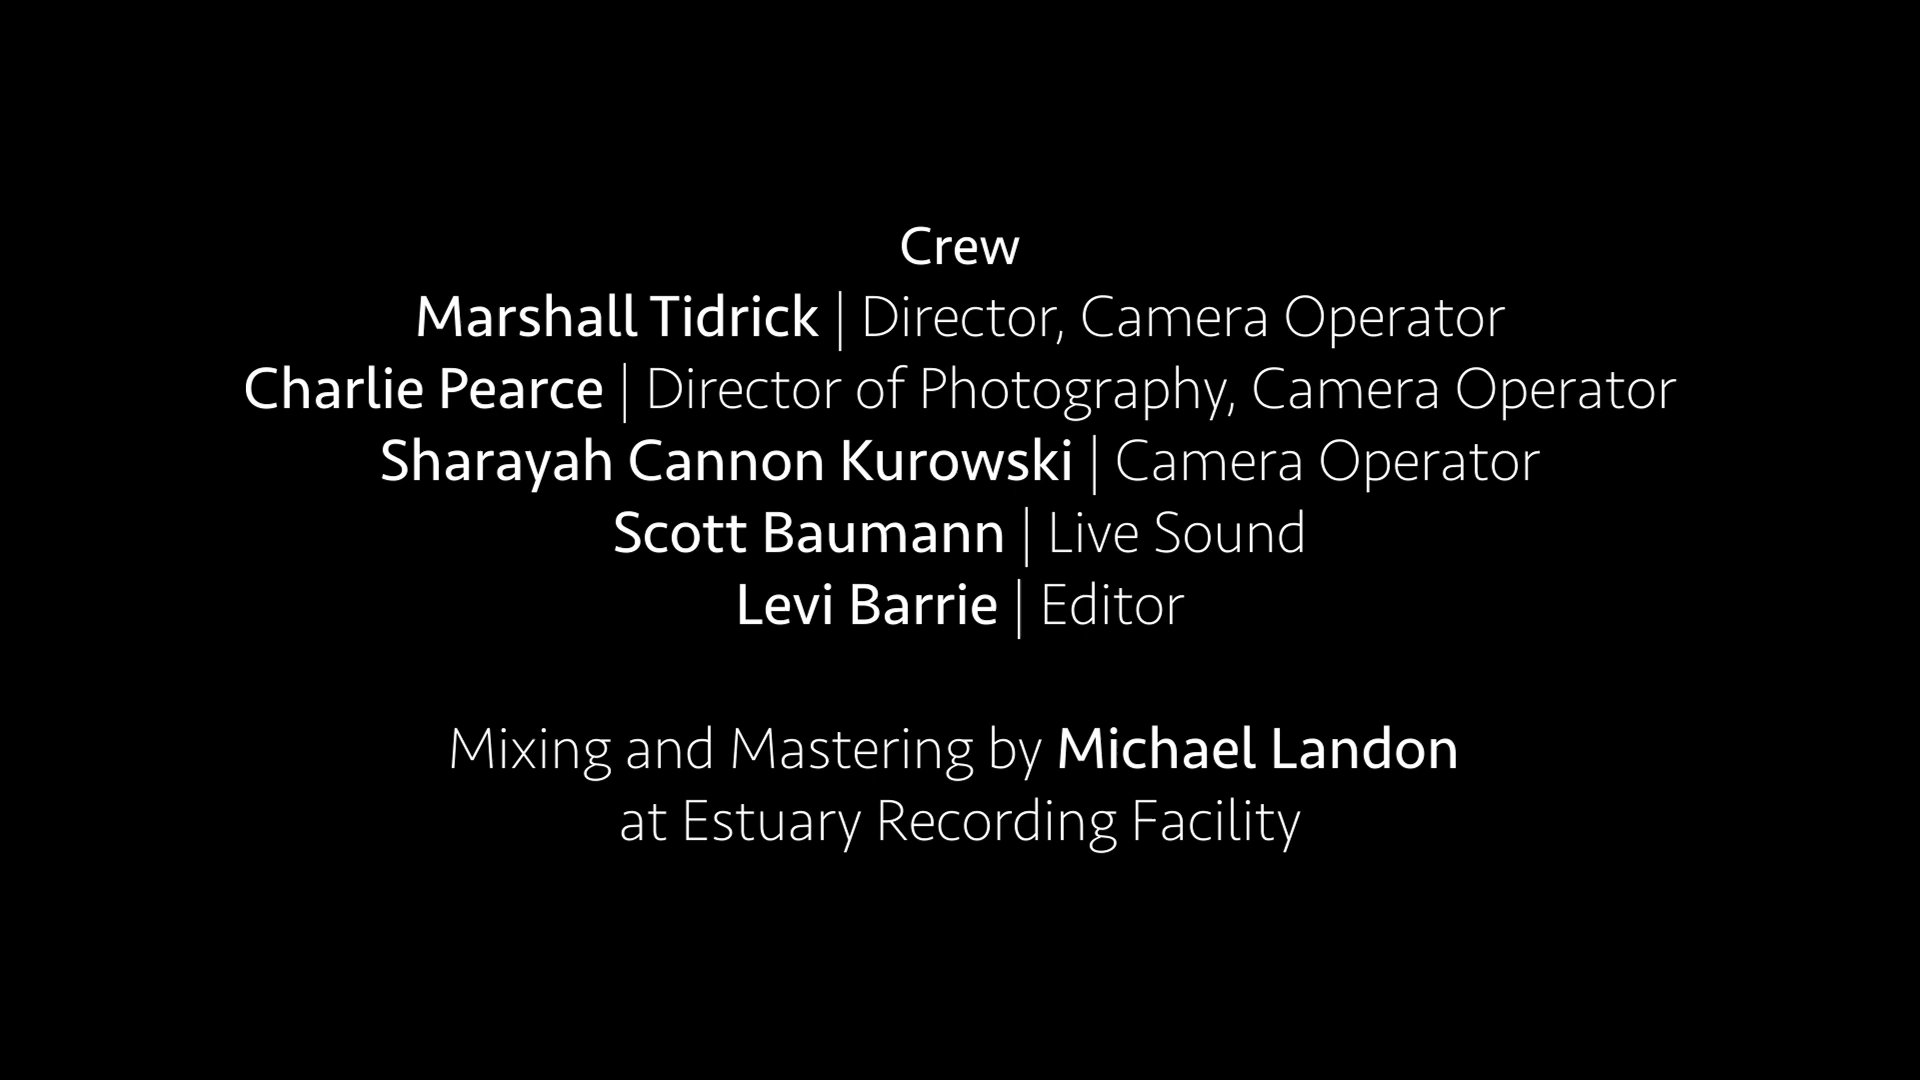 Crew
Marshall Tidrick | Director, Camera Operator
Charlie Pearce | Director of Photography, Camera Operator
Sharayah Cannon Kurowski | Camera Operator
Scott Baumann | Live Sound
Levi Barrie | Editor
Mixing and Mastering by Michael Landon
at Estuary Recording Facility